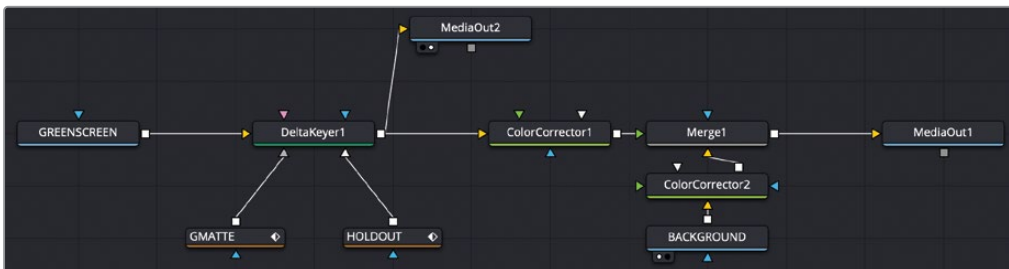 MediaOut2
GREENSCREEN
DeltaKeyer1
ColorCorrector1
Merge1
MediaOut1
ColorCorrector2
GMATTE
HOLDOUT
BACKGROUND